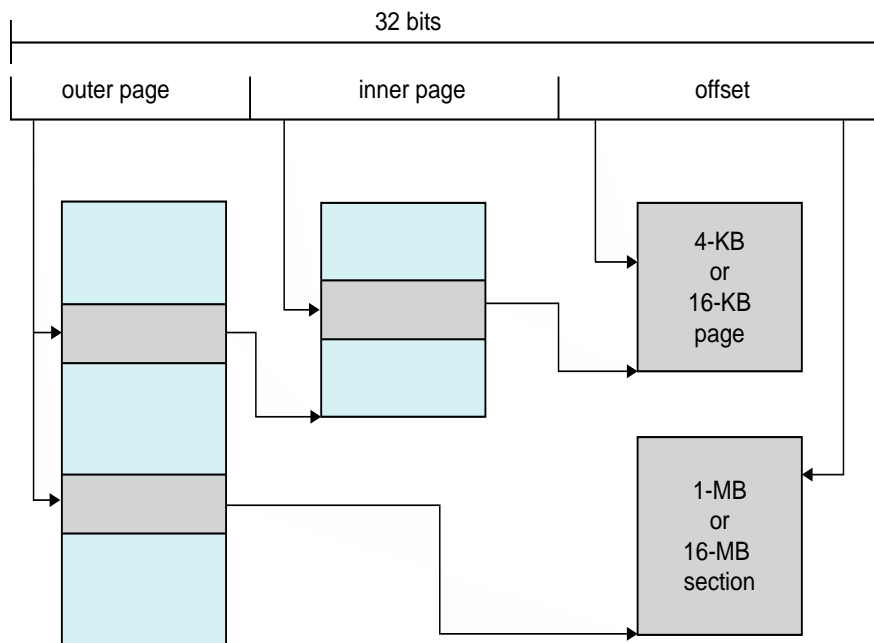 32 bits
outer page
inner page
offset
4-KB
or
16-KB
page
1-MB
or
16-MB
section